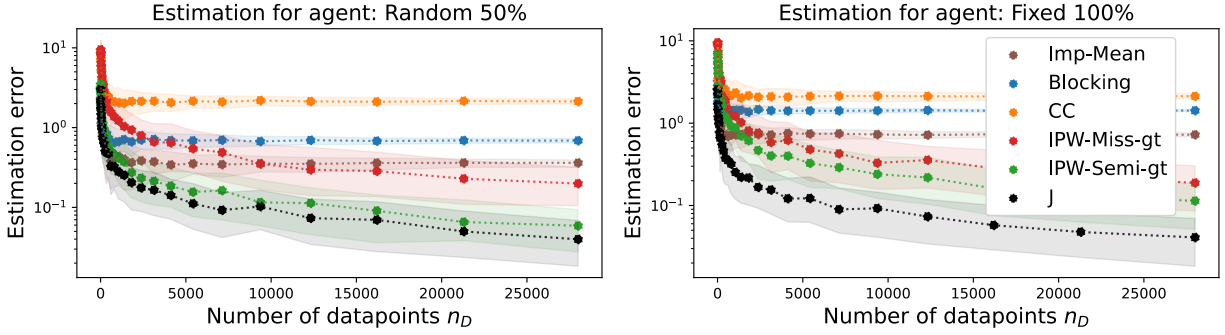 Estimation for agent: Random 50%
Estimation error
10^1
10^0
10^-1
0 5000 10000 15000 20000 25000
Number of datapoints n_D
Estimation for agent: Fixed 100%
Estimation error
10^1
10^0
10^-1
0 5000 10000 15000 20000 25000
Number of datapoints n_D
Imp-Mean
Blocking
CC
IPW-Miss-gt
IPW-Semi-gt
J